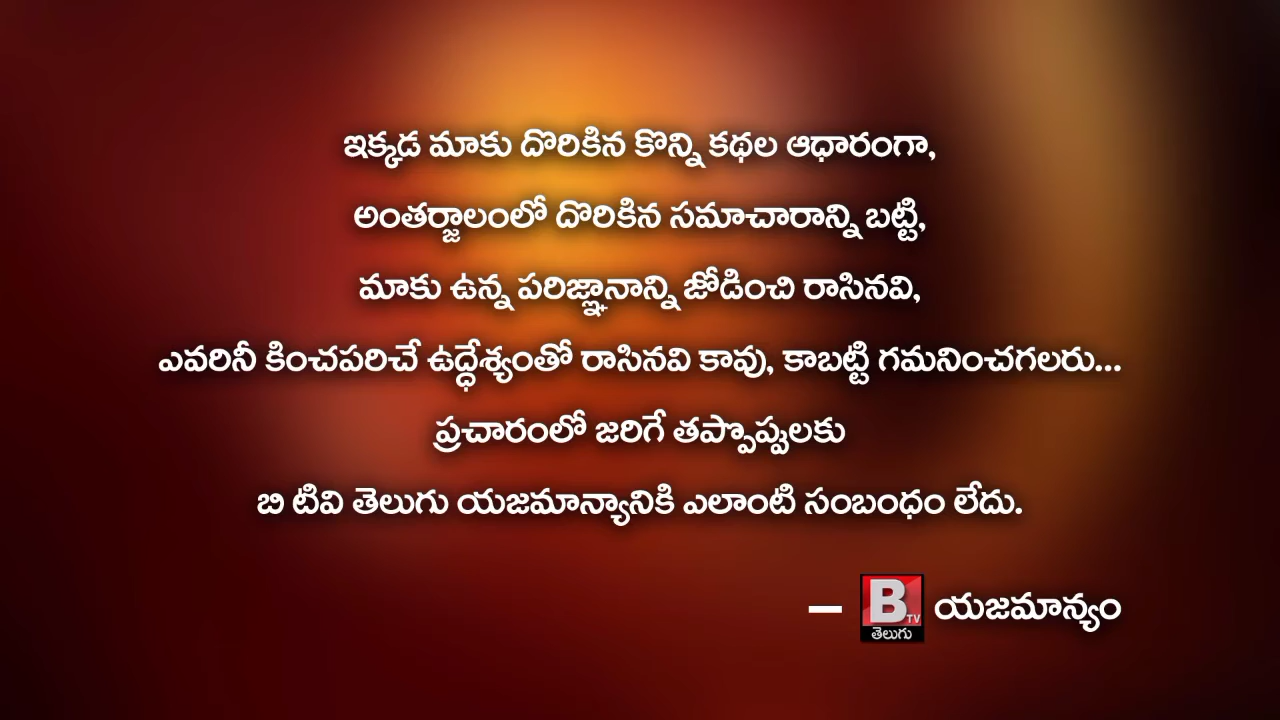 ఇక్కడ మాకు దొరికిన కొన్ని కథల ఆధారంగా,
అంతర్జాలంలో దొరికిన సమాచారాన్ని బట్టి,
మాకు ఉన్న పరిజ్ఞానాన్ని జోడించి రాసినవి,
ఎవరినీ కించపరిచే ఉద్ధేశ్యంతో రాసినవి కావు, కాబట్టి గమనించగలరు...
ప్రచారంలో జరిగే తప్పొప్పులకు
బి టివి తెలుగు యజమాన్యానికి ఎలాంటి సంబంధం లేదు.
– B TV తెలుగు యజమాన్యం